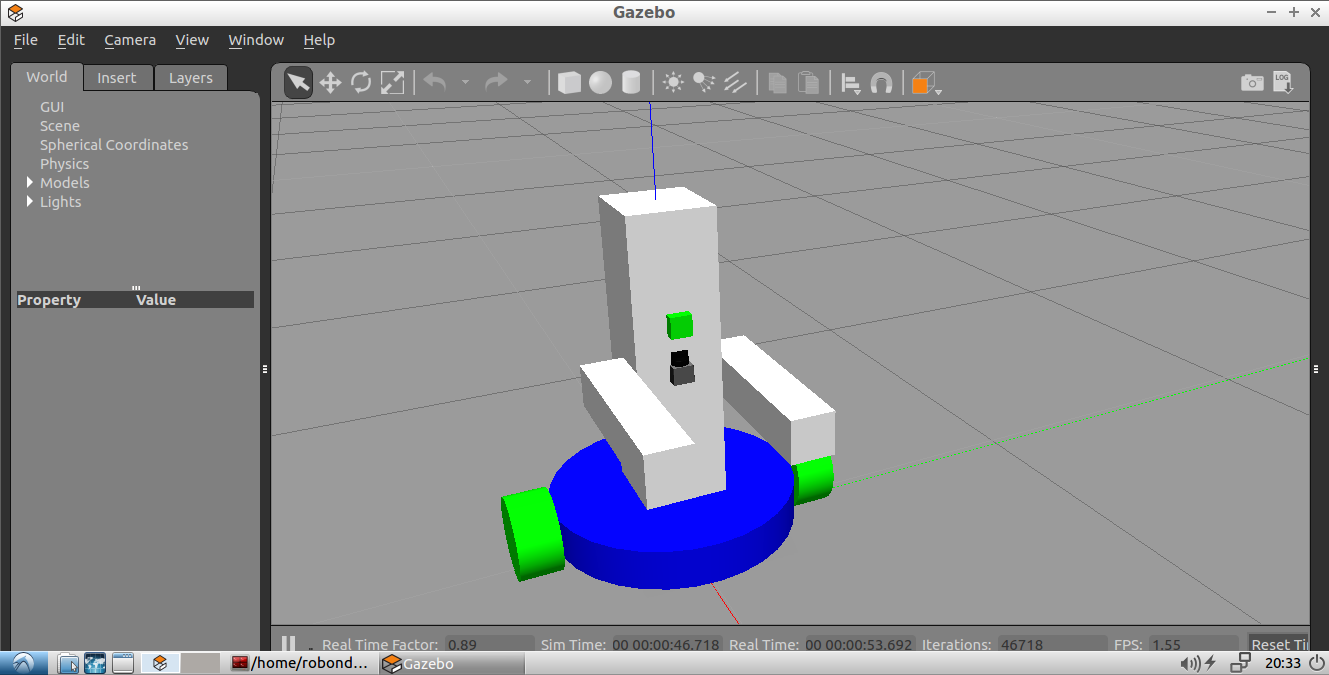 Gazebo
File Edit Camera View Window Help
World Insert Layers
GUI
Scene
Spherical Coordinates
Physics
Models
Lights
Property Value
LOG
Real Time Factor: 0.89 Sim Time: 00 00:00:46.718 Real Time: 00 00:00:53.692 Iterations: 46718 FPS: 1.55 Reset Ti
/home/robond... Gazebo 20:33